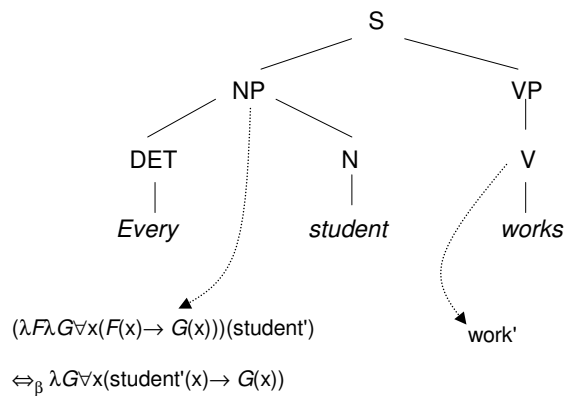 S
NP VP
DET N V
Every student works
(λFλG∀x(F(x)→ G(x)))(student')
work'
⇔β λG∀x(student'(x)→ G(x))